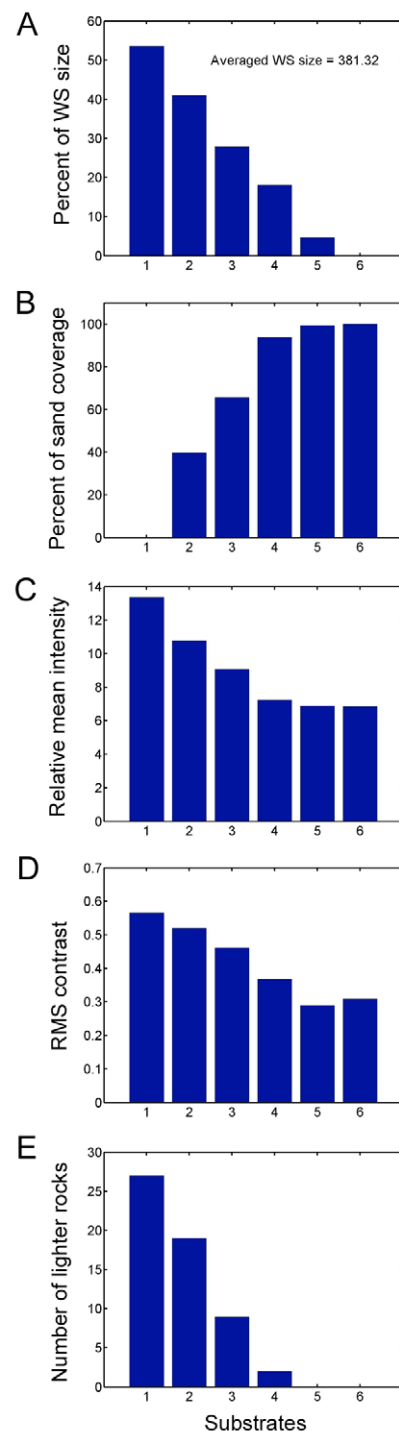 A
Percent of WS size
60
50
40
30
20
10
0
Averaged WS size = 381.32
1 2 3 4 5 6
B
Percent of sand coverage
100
80
60
40
20
0
1 2 3 4 5 6
C
Relative mean intensity
14
12
10
8
6
4
2
0
1 2 3 4 5 6
D
RMS contrast
0.7
0.6
0.5
0.4
0.3
0.2
0.1
0
1 2 3 4 5 6
E
Number of lighter rocks
30
25
20
15
10
5
0
1 2 3 4 5 6
Substrates